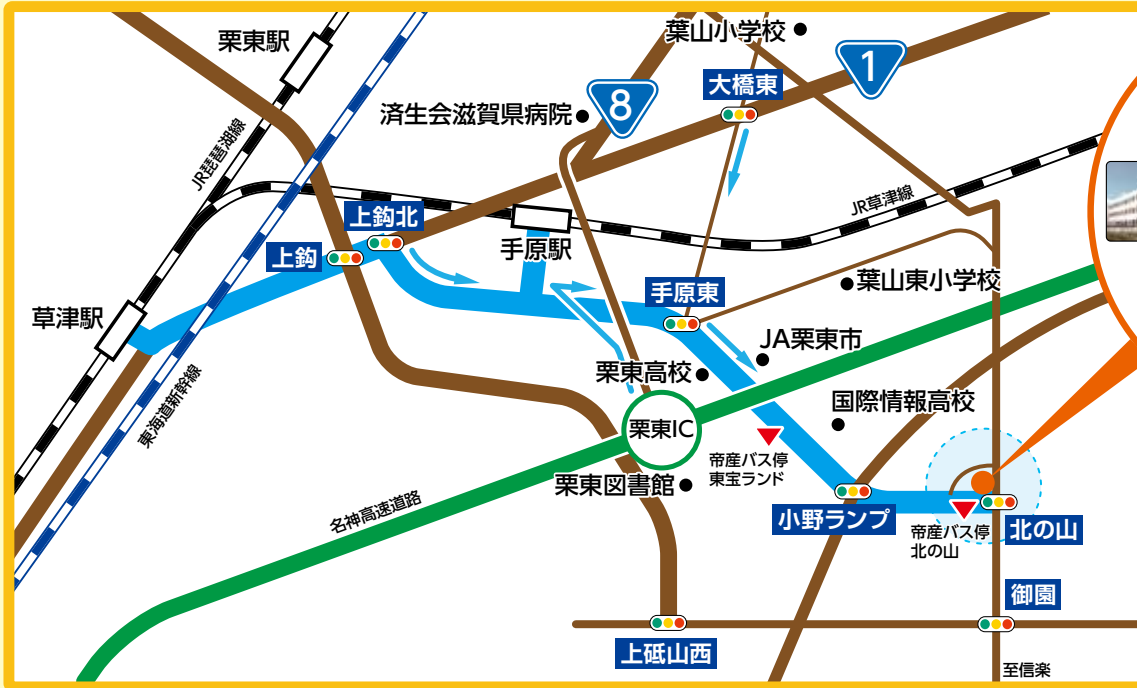 葉山小学校
栗東駅
1
大橋東
8
済生会滋賀県病院
JR琵琶湖線
JR草津線
上鈎北
手原駅
上鈎
葉山東小学校
手原東
草津駅
JA栗東市
栗東高校
東海道新幹線
国際情報高校
栗東IC
帝産バス停
東宝ランド
栗東図書館
名神高速道路
小野ランプ
帝産バス停
北の山
北の山
御園
上砥山西
至信楽